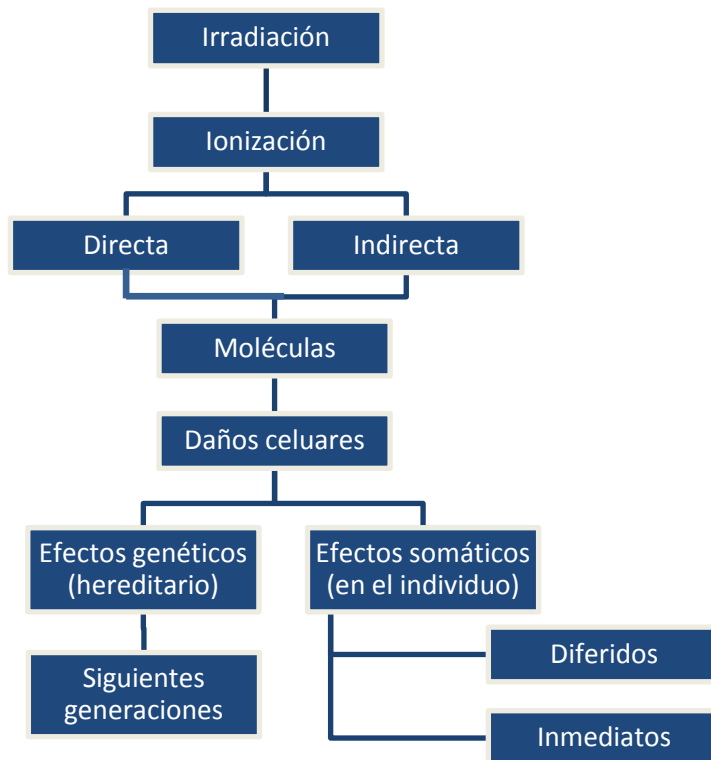 Irradiación
Ionización
Directa
Indirecta
Moléculas
Daños celuares
Efectos genéticos
(hereditario)
Efectos somáticos
(en el individuo)
Siguientes
generaciones
Diferidos
Inmediatos